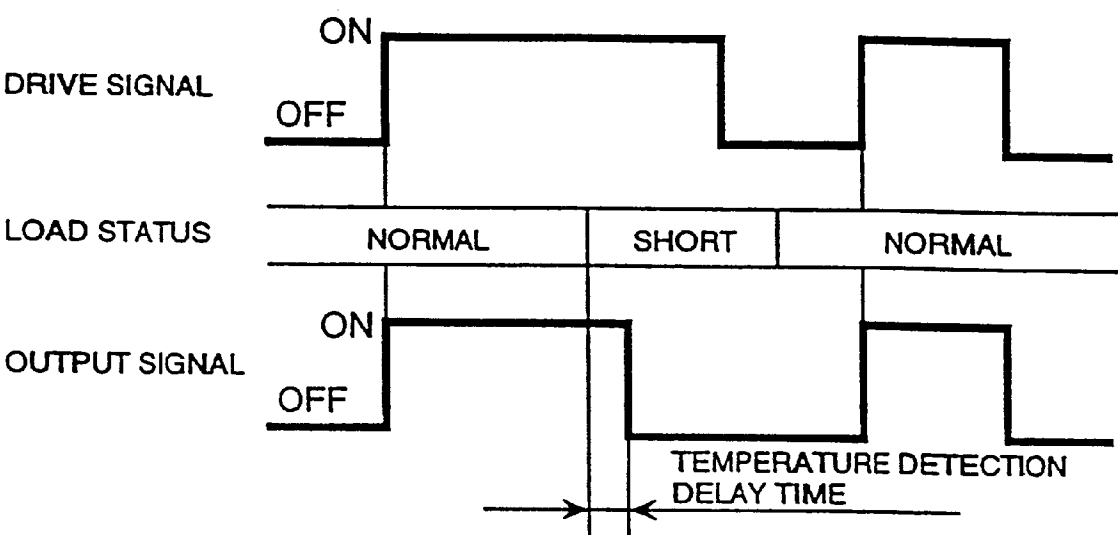 ON
DRIVE SIGNAL
OFF
LOAD STATUS
NORMAL
SHORT
NORMAL
ON
OUTPUT SIGNAL
OFF
TEMPERATURE DETECTION
DELAY TIME